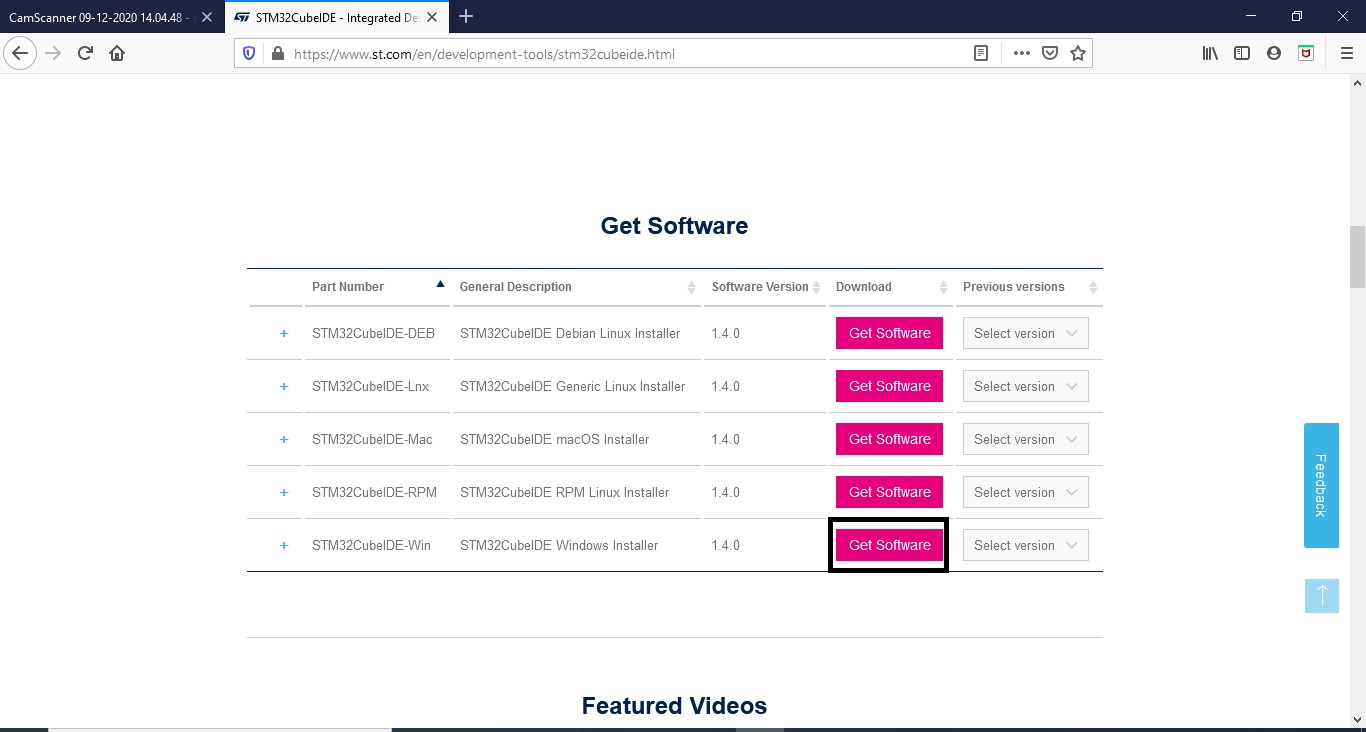 CamScanner 09-12-2020 14.04.48 -
STM32CubeIDE - Integrated De
https://www.st.com/en/development-tools/stm32cubeide.html
Get Software
Part Number General Description Software Version Download Previous versions
+ STM32CubeIDE-DEB STM32CubeIDE Debian Linux Installer 1.4.0 Get Software Select version
+ STM32CubeIDE-Lnx STM32CubeIDE Generic Linux Installer 1.4.0 Get Software Select version
+ STM32CubeIDE-Mac STM32CubeIDE macOS Installer 1.4.0 Get Software Select version
+ STM32CubeIDE-RPM STM32CubeIDE RPM Linux Installer 1.4.0 Get Software Select version
+ STM32CubeIDE-Win STM32CubeIDE Windows Installer 1.4.0 Get Software Select version
Feedback
Featured Videos